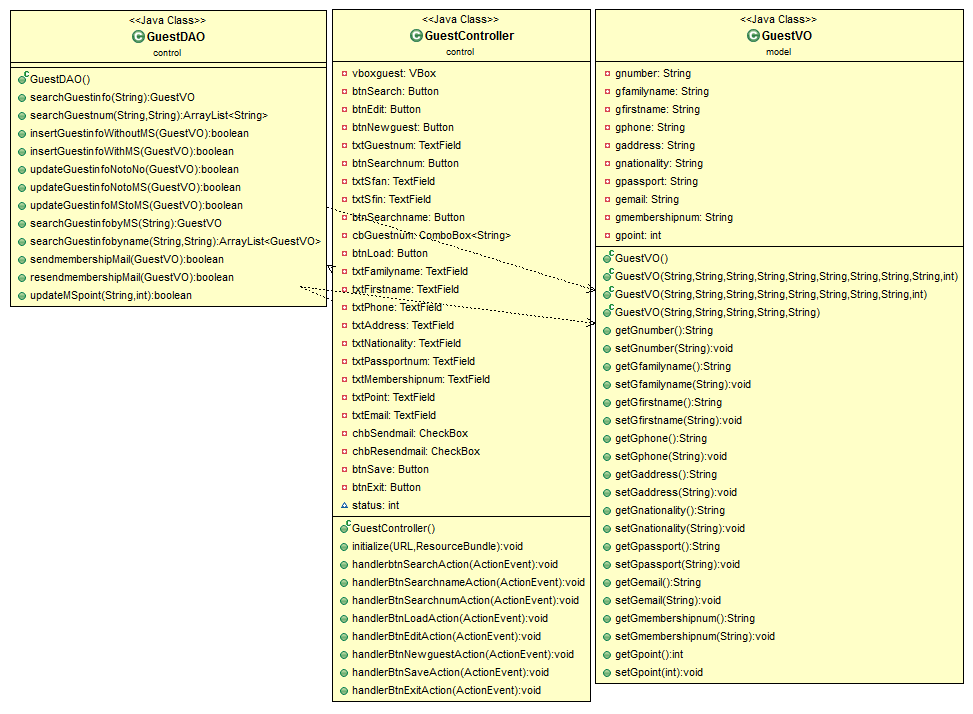 <<Java Class>>
GuestDAO
control
GuestDAO()
searchGuestinfo(String):GuestVO
searchGuestnum(String,String):ArrayList<String>
insertGuestinfoWithoutMS(GuestVO):boolean
insertGuestinfoWithMS(GuestVO):boolean
updateGuestinfoNotoNo(GuestVO):boolean
updateGuestinfoNotoMS(GuestVO):boolean
updateGuestinfoMStoMS(GuestVO):boolean
searchGuestinfobyMS(String):GuestVO
searchGuestinfobyname(String,String):ArrayList<GuestVO>
sendmembershipMail(GuestVO):boolean
resendmembershipMail(GuestVO):boolean
updateMSpoint(String,int):boolean
<<Java Class>>
GuestController
control
vboxguest: VBox
btnSearch: Button
btnEdit: Button
btnNewguest: Button
txtGuestnum: TextField
btnSearchnum: Button
txtSfan: TextField
txtSfin: TextField
btnSearchname: Button
cbGuestnum: ComboBox<String>
btnLoad: Button
txtFamilyname: TextField
txtFirstname: TextField
txtPhone: TextField
txtAddress: TextField
txtNationality: TextField
txtPassportnum: TextField
txtMembershipnum: TextField
txtPoint: TextField
txtEmail: TextField
chbSendmail: CheckBox
chbResendmail: CheckBox
btnSave: Button
btnExit: Button
status: int
GuestController()
initialize(URL,ResourceBundle):void
handlerbtnSearchAction(ActionEvent):void
handlerBtnSearchnameAction(ActionEvent):void
handlerBtnSearchnumAction(ActionEvent):void
handlerBtnLoadAction(ActionEvent):void
handlerBtnEditAction(ActionEvent):void
handlerBtnNewguestAction(ActionEvent):void
handlerBtnSaveAction(ActionEvent):void
handlerBtnExitAction(ActionEvent):void
<<Java Class>>
GuestVO
model
gnumber: String
gfamilyname: String
gfirstname: String
gphone: String
gaddress: String
gnationality: String
gpassport: String
gemail: String
gmembershipnum: String
gpoint: int
GuestVO()
GuestVO(String,String,String,String,String,String,String,String,String,int)
GuestVO(String,String,String,String,String,String,String,String,int)
GuestVO(String,String,String,String,String)
getGnumber():String
setGnumber(String):void
getGfamilyname():String
setGfamilyname(String):void
getGfirstname():String
setGfirstname(String):void
getGphone():String
setGphone(String):void
getGaddress():String
setGaddress(String):void
getGnationality():String
setGnationality(String):void
getGpassport():String
setGpassport(String):void
getGemail():String
setGemail(String):void
getGmembershipnum():String
setGmembershipnum(String):void
getGpoint():int
setGpoint(int):void